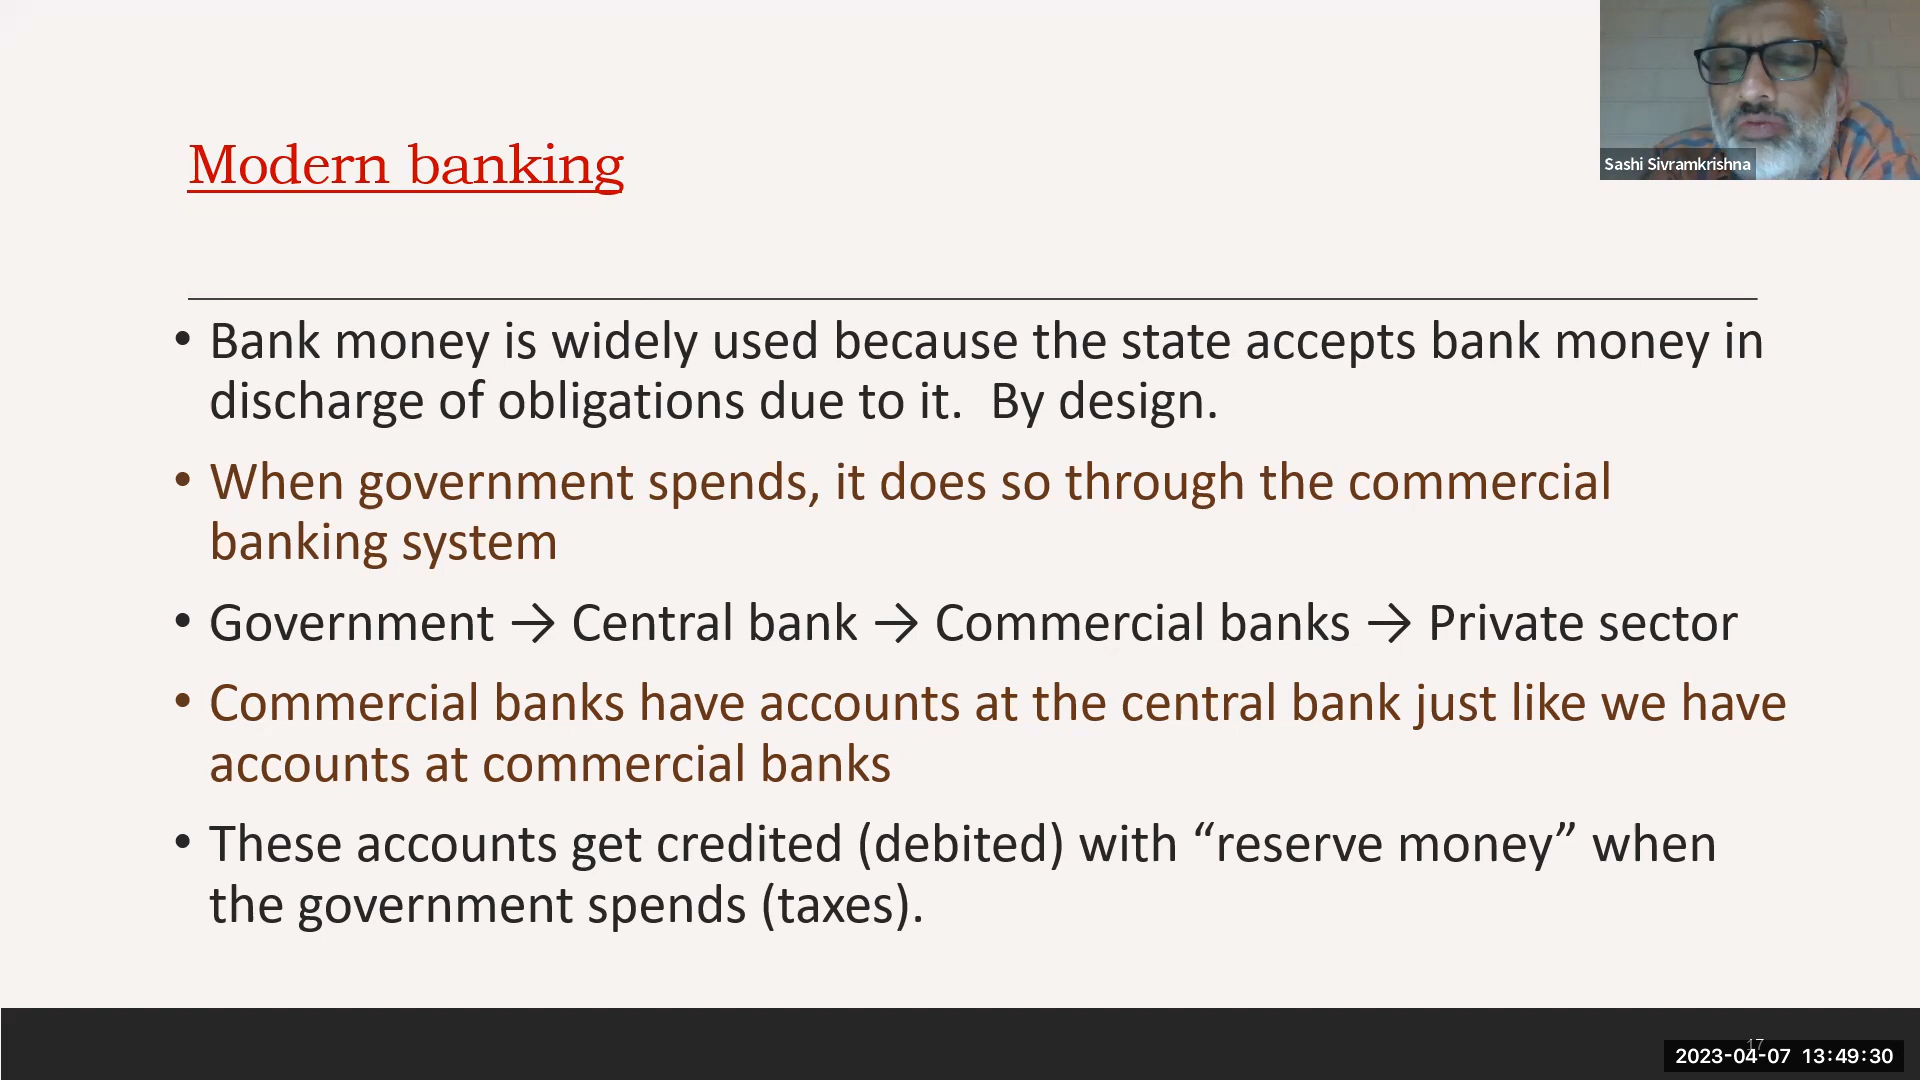 Sashi Sivramkrishna
Modern banking
• Bank money is widely used because the state accepts bank money in
discharge of obligations due to it.  By design.
• When government spends, it does so through the commercial
banking system
• Government → Central bank → Commercial banks → Private sector
• Commercial banks have accounts at the central bank just like we have
accounts at commercial banks
• These accounts get credited (debited) with “reserve money” when
the government spends (taxes).
17
2023-04-07 13:49:30